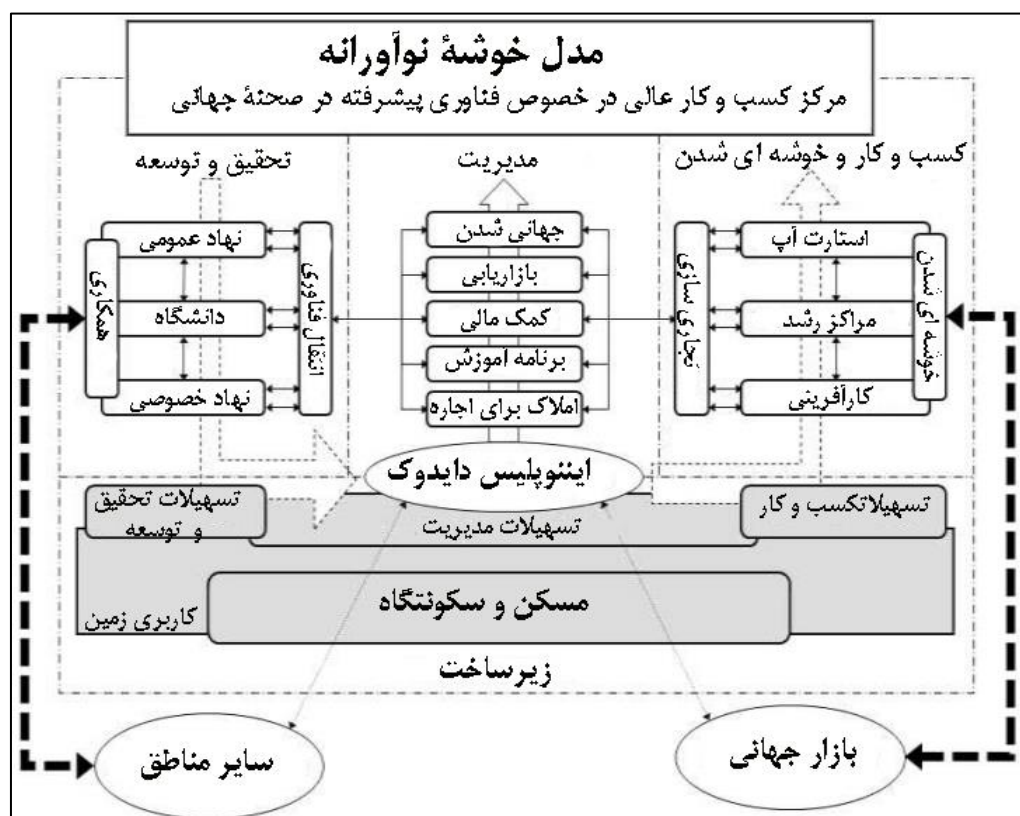 مدل خوشهٔ نوآورانه
مرکز کسب و کار عالی در خصوص فناوری پیشرفته در صحنهٔ جهانی
تحقیق و توسعه
مدیریت
کسب و کار و خوشه ای شدن
همکاری
نهاد عمومی
دانشگاه
نهاد خصوصی
انتقال فناوری
جهانی شدن
بازاریابی
کمک مالی
برنامه آموزش
املاک برای اجاره
تجاری سازی
استارت آپ
مراکز رشد
کارآفرینی
خوشه ای شدن
اینوپلیس دایدوک
تسهیلات تحقیق
و توسعه
تسهیلات مدیریت
تسهیلاتکسب و کار
مسکن و سکونتگاه
کاربری زمین
زیرساخت
سایر مناطق
بازار جهانی